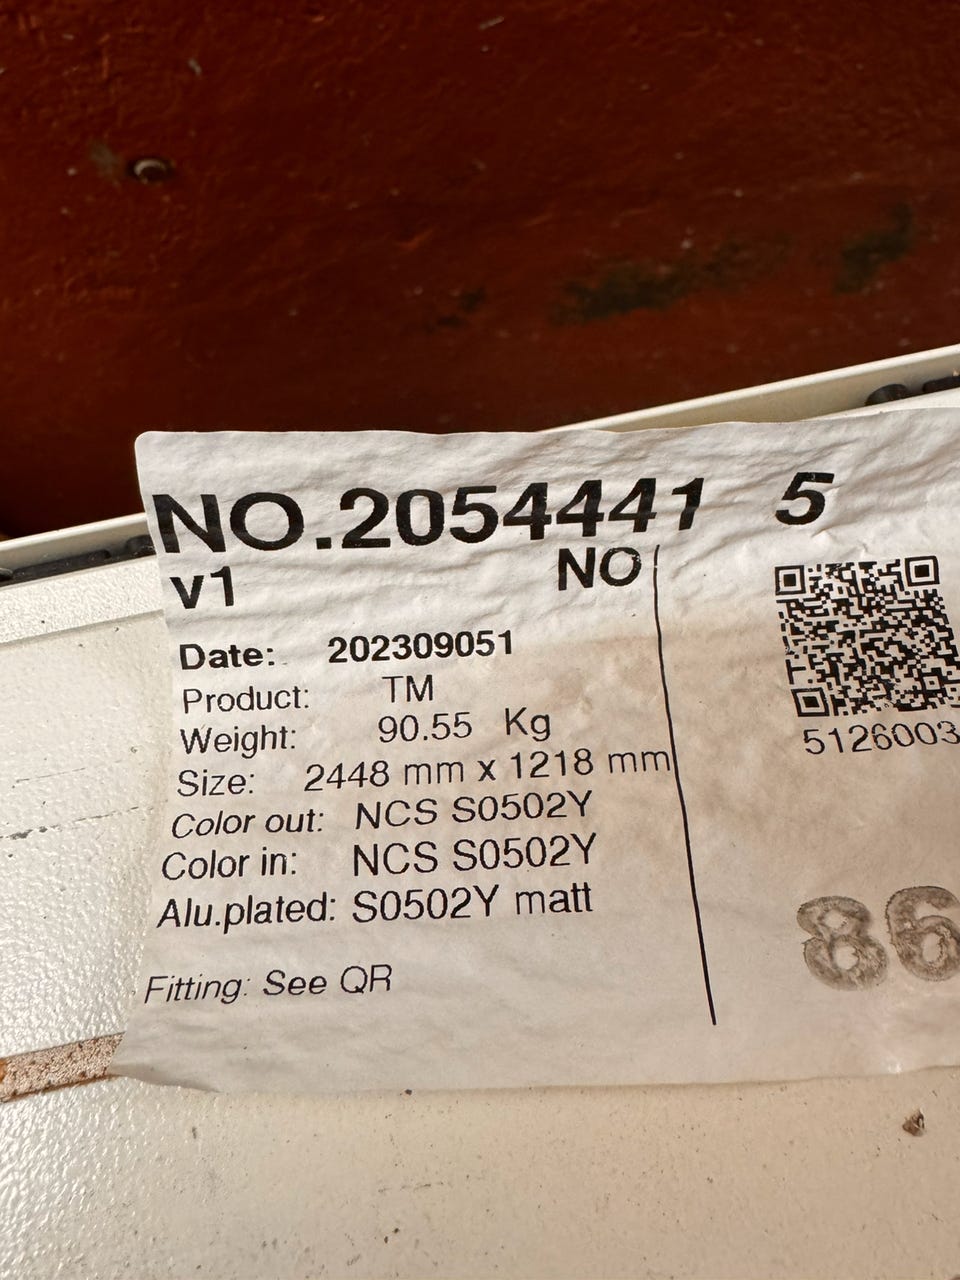 NO.2054441 5
v1 NO
Date: 202309051
Product: TM
Weight: 90.55 Kg
Size: 2448 mm x 1218 mm
Color out: NCS S0502Y
Color in: NCS S0502Y
Alu.plated: S0502Y matt
Fitting: See QR
5126003
86